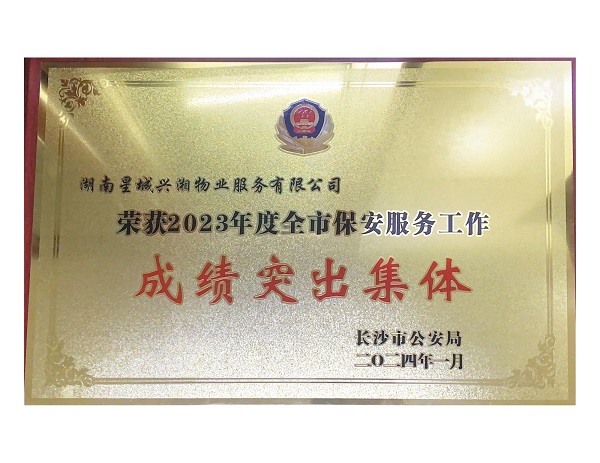 湖南星城兴湘物业服务有限公司
荣获2023年度全市保安服务工作
成绩突出集体
长沙市公安局
二〇二四年一月